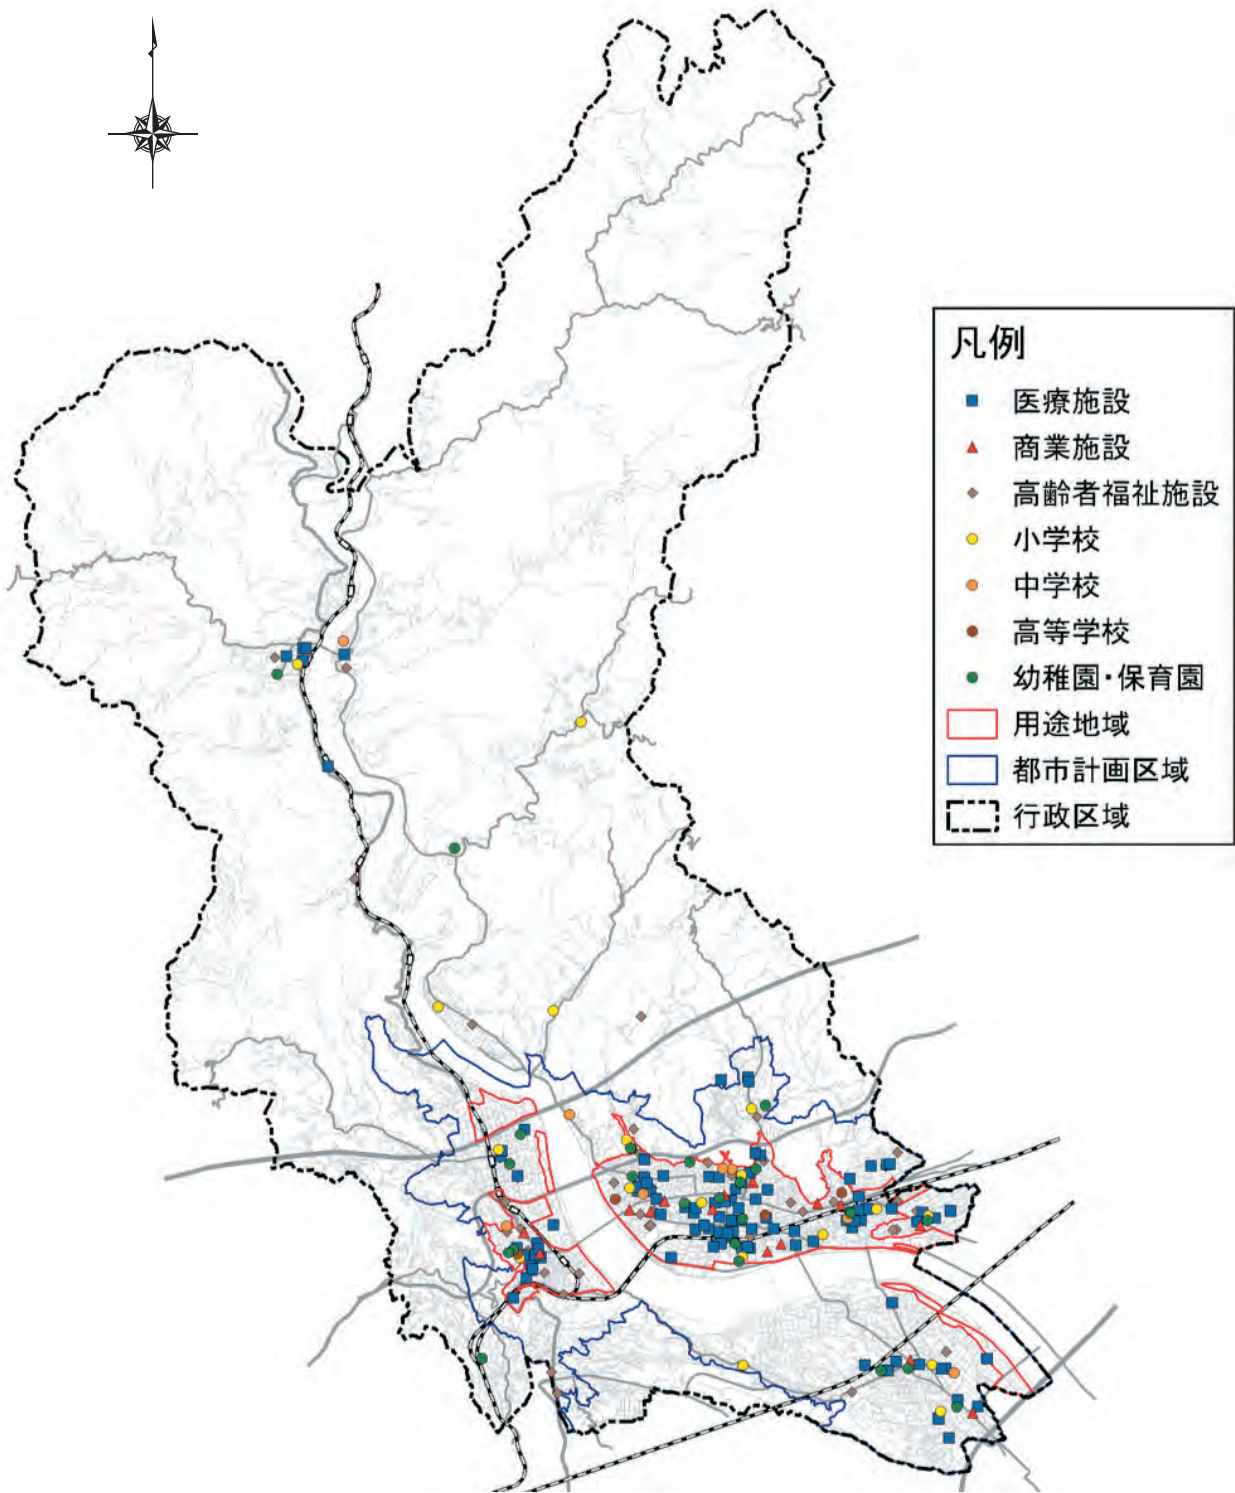 凡例
医療施設
商業施設
高齢者福祉施設
小学校
中学校
高等学校
幼稚園・保育園
用途地域
都市計画区域
行政区域